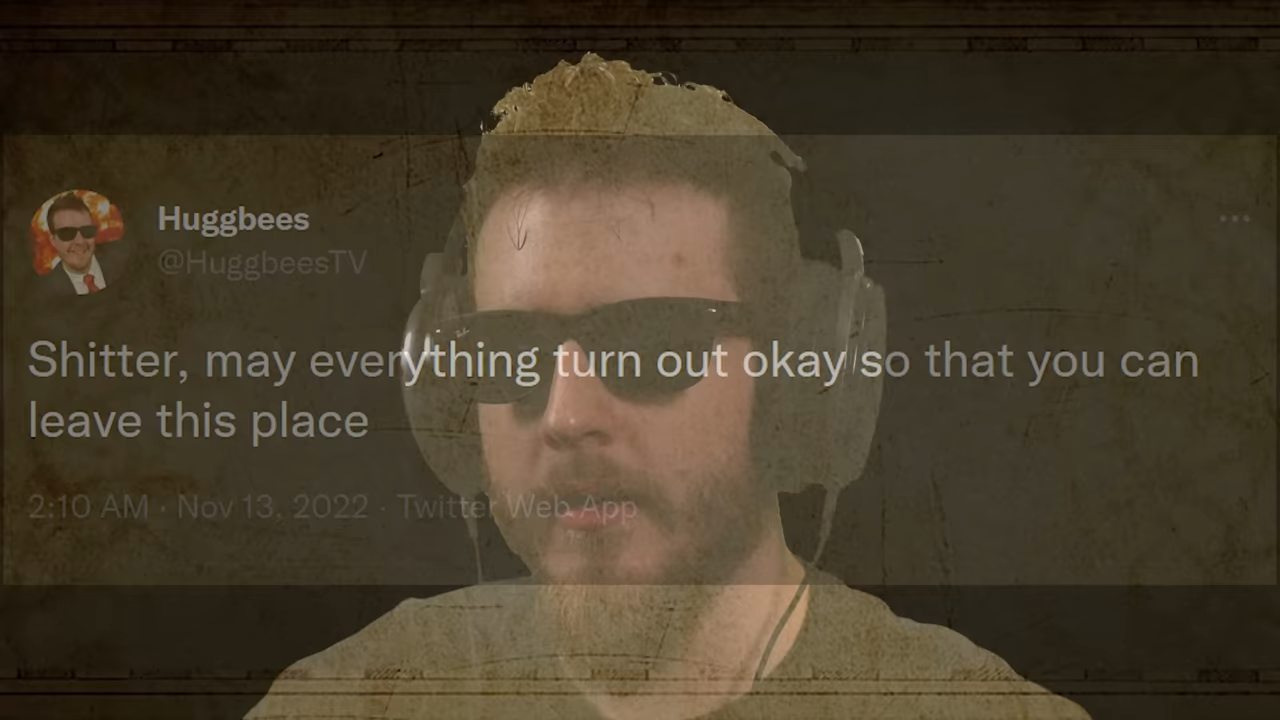 Huggbees
@HuggbeesTV
Shitter, may everything turn out okay so that you can
leave this place
2:10 AM · Nov 13, 2022 · Twitter Web App